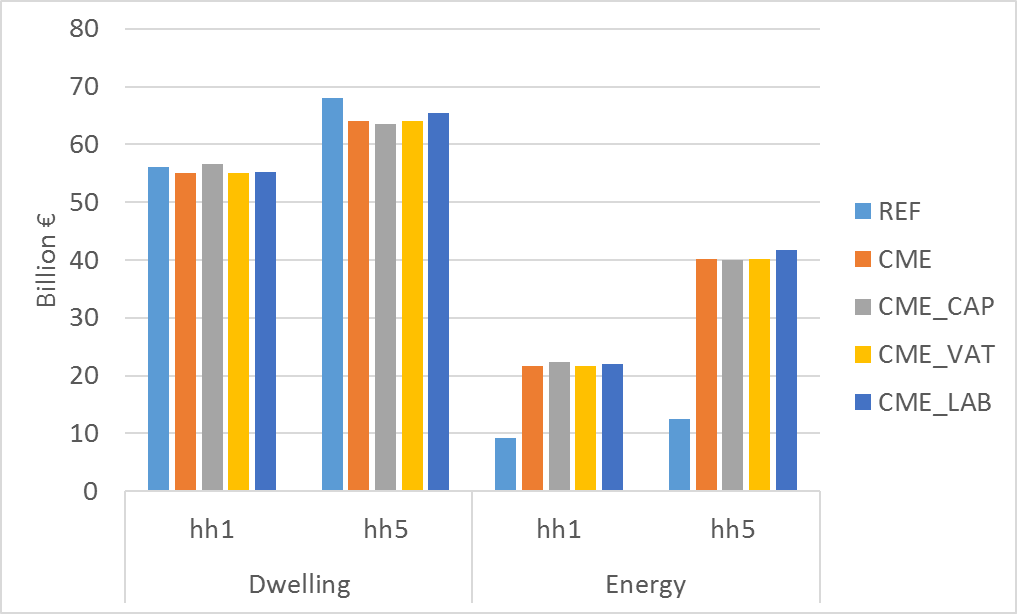 80
70
60
50
40
30
20
10
0
Billion €
hh1
hh5
hh1
hh5
Dwelling
Energy
REF
CME
CME_CAP
CME_VAT
CME_LAB